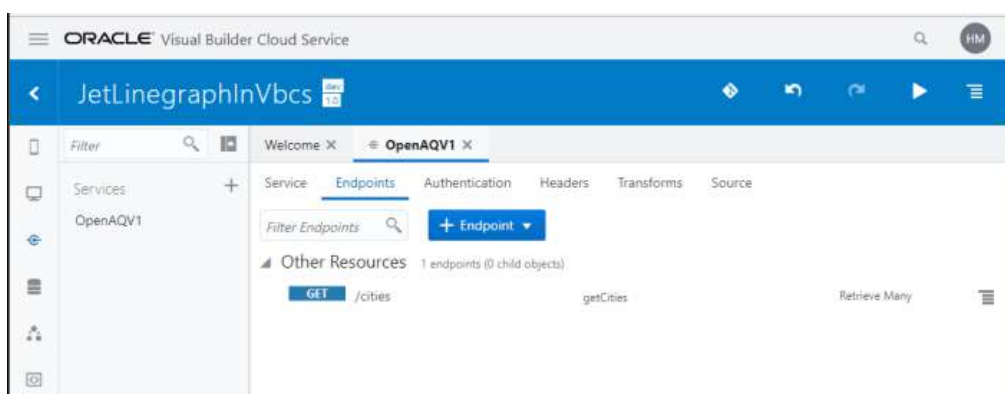 ORACLE Visual Builder Cloud Service HM
JetLinegraphInVbcs dev 1.0
Filter Welcome × OpenAQV1 ×
Services + Service Endpoints Authentication Headers Transforms Source
OpenAQV1 Filter Endpoints + Endpoint
Other Resources 1 endpoints (0 child objects)
GET /cities getCities Retrieve Many